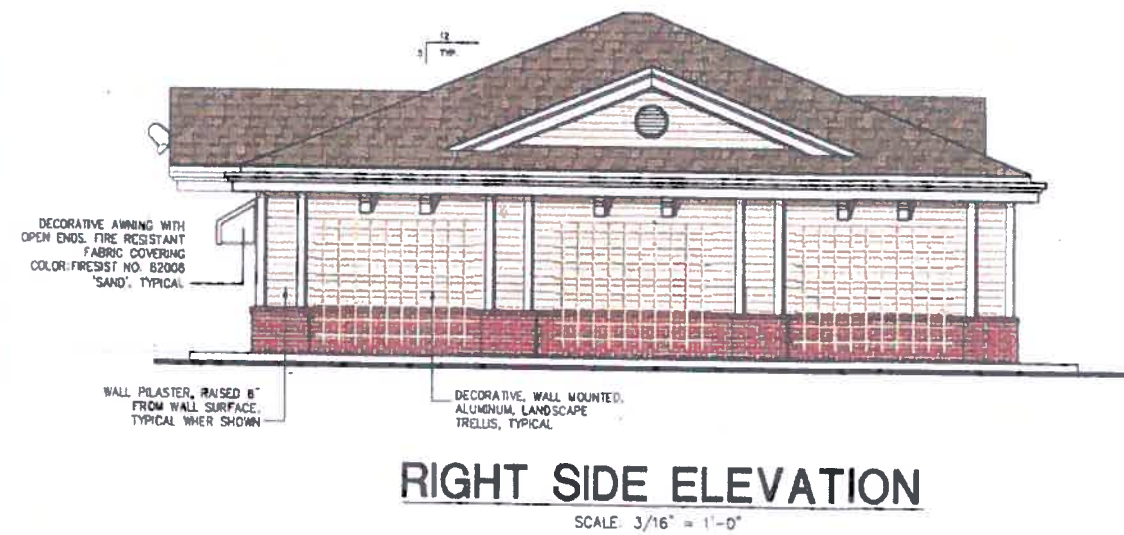 12
5 TYP.
DECORATIVE AWNING WITH
OPEN ENDS. FIRE RESISTANT
FABRIC COVERING
COLOR:FIRESIST NO. 82008
'SAND', TYPICAL
WALL PILASTER, RAISED 8"
FROM WALL SURFACE.
TYPICAL WHER SHOWN
DECORATIVE, WALL MOUNTED,
ALUMINUM, LANDSCAPE
TRELLIS, TYPICAL
RIGHT SIDE ELEVATION
SCALE: 3/16" = 1'-0"